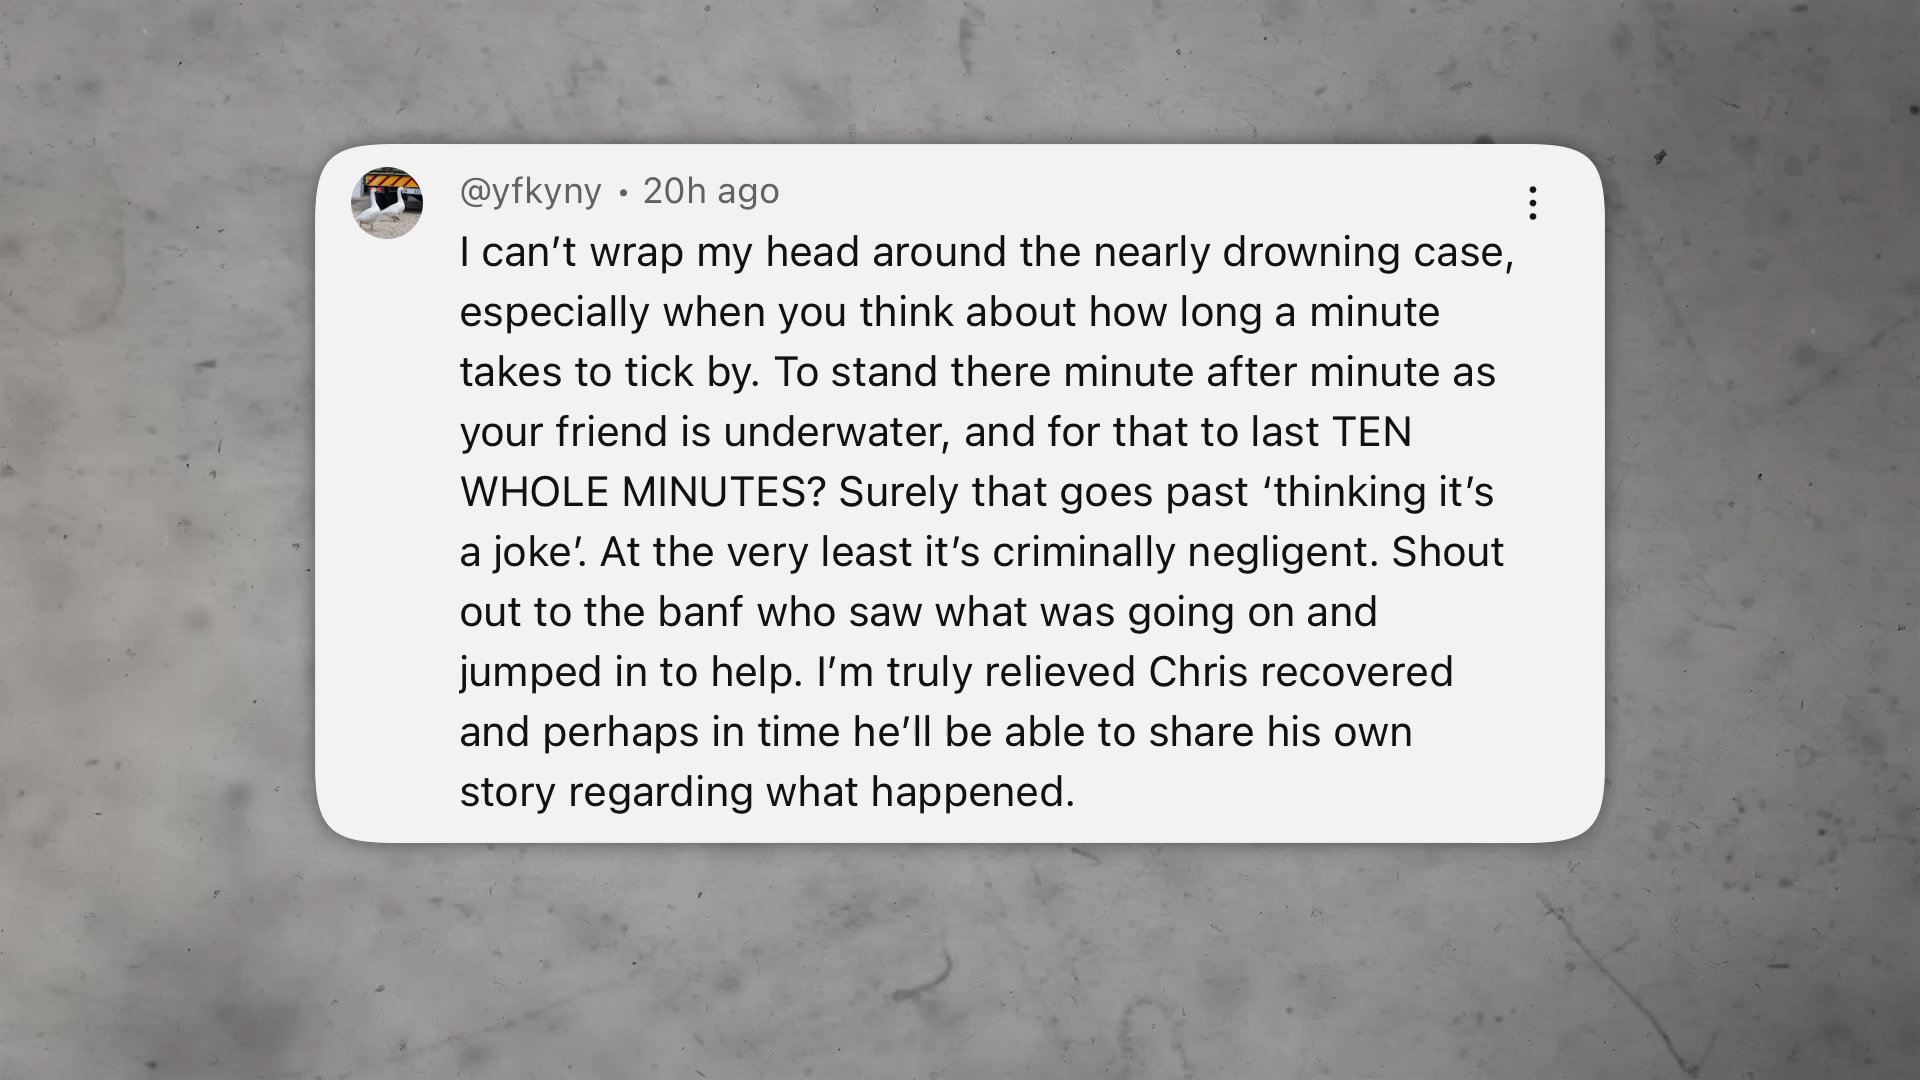 @yfkyny • 20h ago
I can’t wrap my head around the nearly drowning case,
especially when you think about how long a minute
takes to tick by. To stand there minute after minute as
your friend is underwater, and for that to last TEN
WHOLE MINUTES? Surely that goes past ‘thinking it’s
a joke’. At the very least it’s criminally negligent. Shout
out to the banf who saw what was going on and
jumped in to help. I’m truly relieved Chris recovered
and perhaps in time he’ll be able to share his own
story regarding what happened.